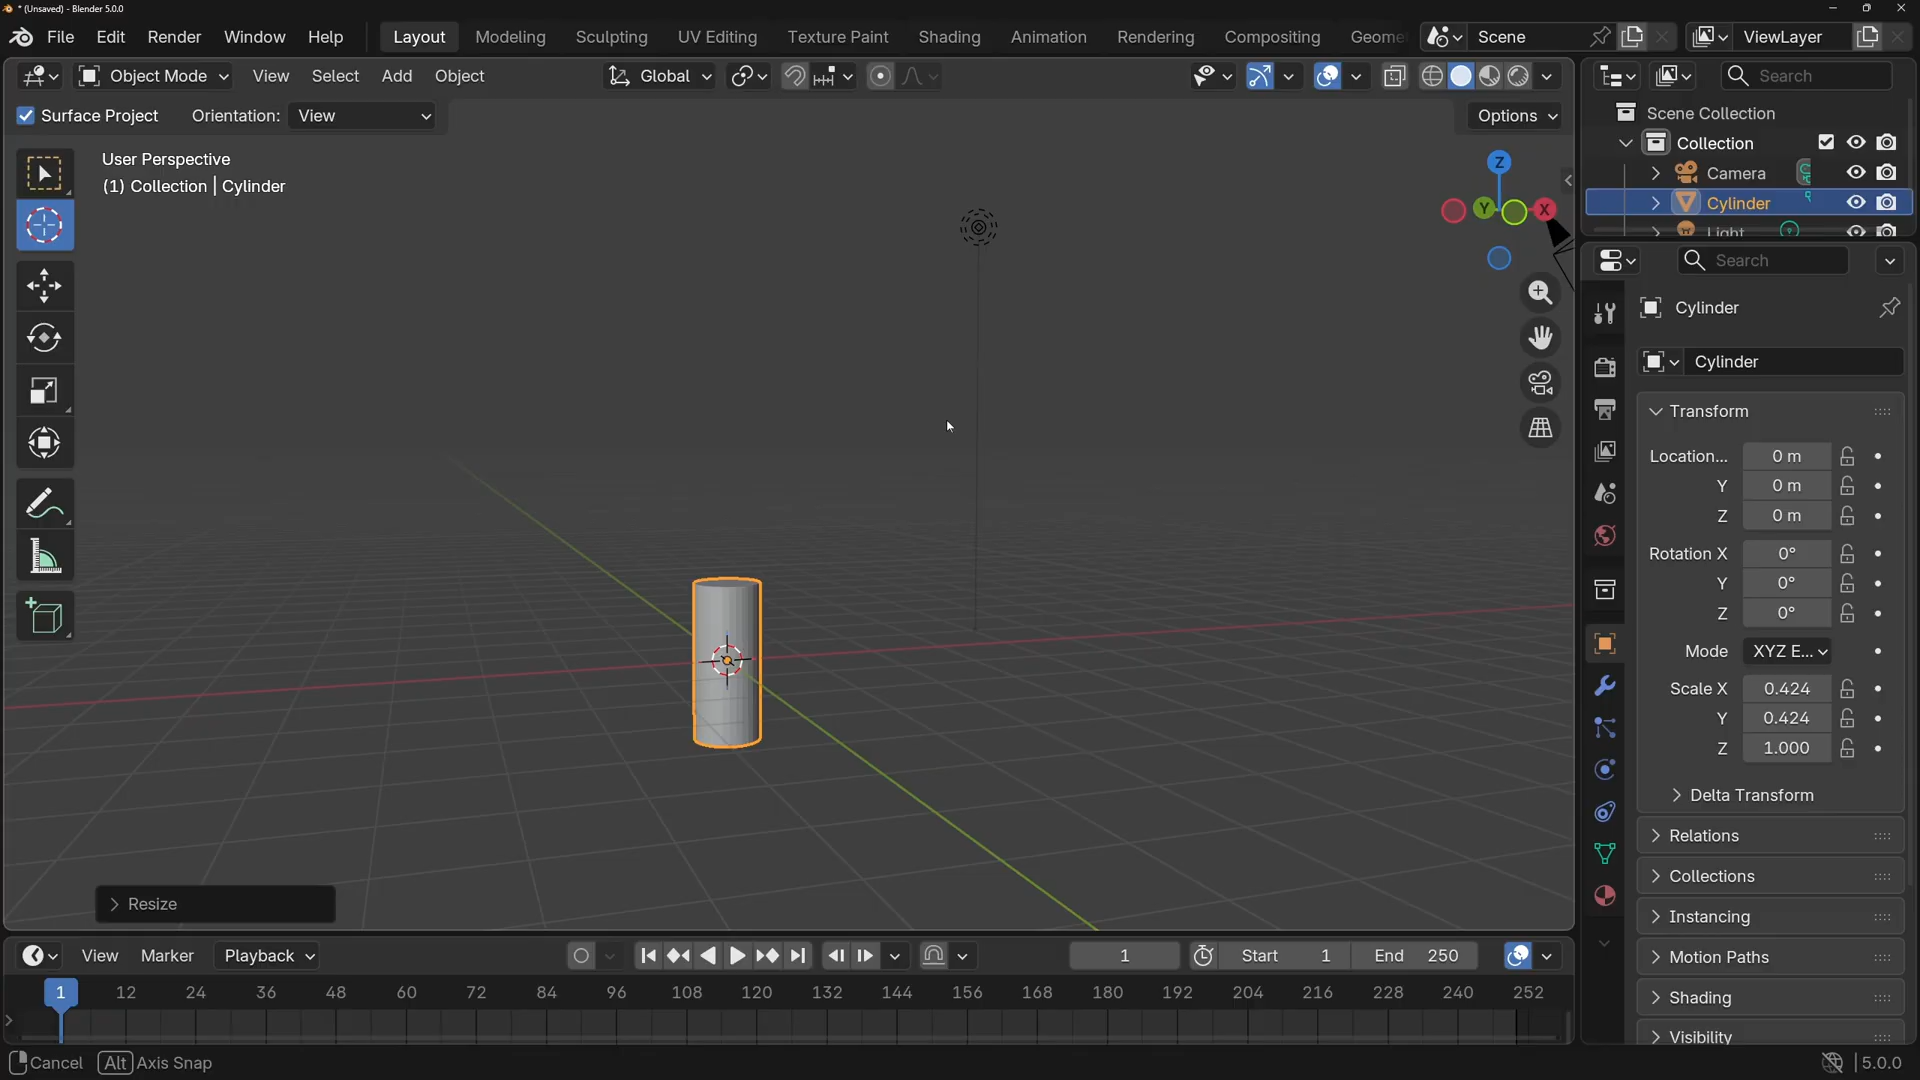 * (Unsaved) - Blender 5.0.0
File Edit Render Window Help Layout Modeling Sculpting UV Editing Texture Paint Shading Animation Rendering Compositing Geome Scene ViewLayer
Object Mode View Select Add Object Global Search
Surface Project Orientation: View Options
User Perspective
(1) Collection | Cylinder
Z
Y X
Scene Collection
Collection
Camera
Cylinder
Light
Search
Cylinder
Cylinder
Transform
Location... 0 m
Y 0 m
Z 0 m
Rotation X 0°
Y 0°
Z 0°
Mode XYZ E...
Scale X 0.424
Y 0.424
Z 1.000
Delta Transform
Relations
Collections
Instancing
Motion Paths
Shading
Visibility
Resize
View Marker Playback 1 Start 1 End 250
1 12 24 36 48 60 72 84 96 108 120 132 144 156 168 180 192 204 216 228 240 252
Cancel Alt Axis Snap 5.0.0